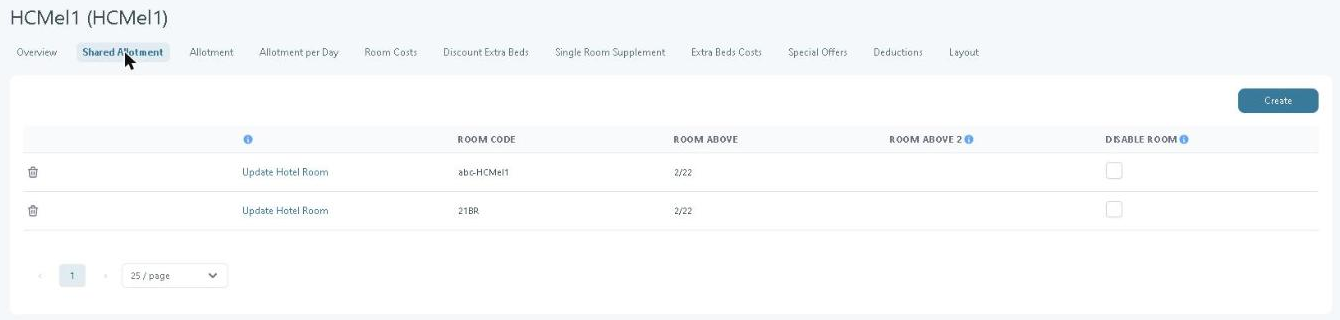 HCMel1 (HCMel1)
Overview Shared Allotment Allotment Allotment per Day Room Costs Discount Extra Beds Single Room Supplement Extra Beds Costs Special Offers Deductions Layout
Create
ROOM CODE ROOM ABOVE ROOM ABOVE 2 DISABLE ROOM
Update Hotel Room abc-HCMel1 2/22
Update Hotel Room 21BR 2/22
1 25 / page